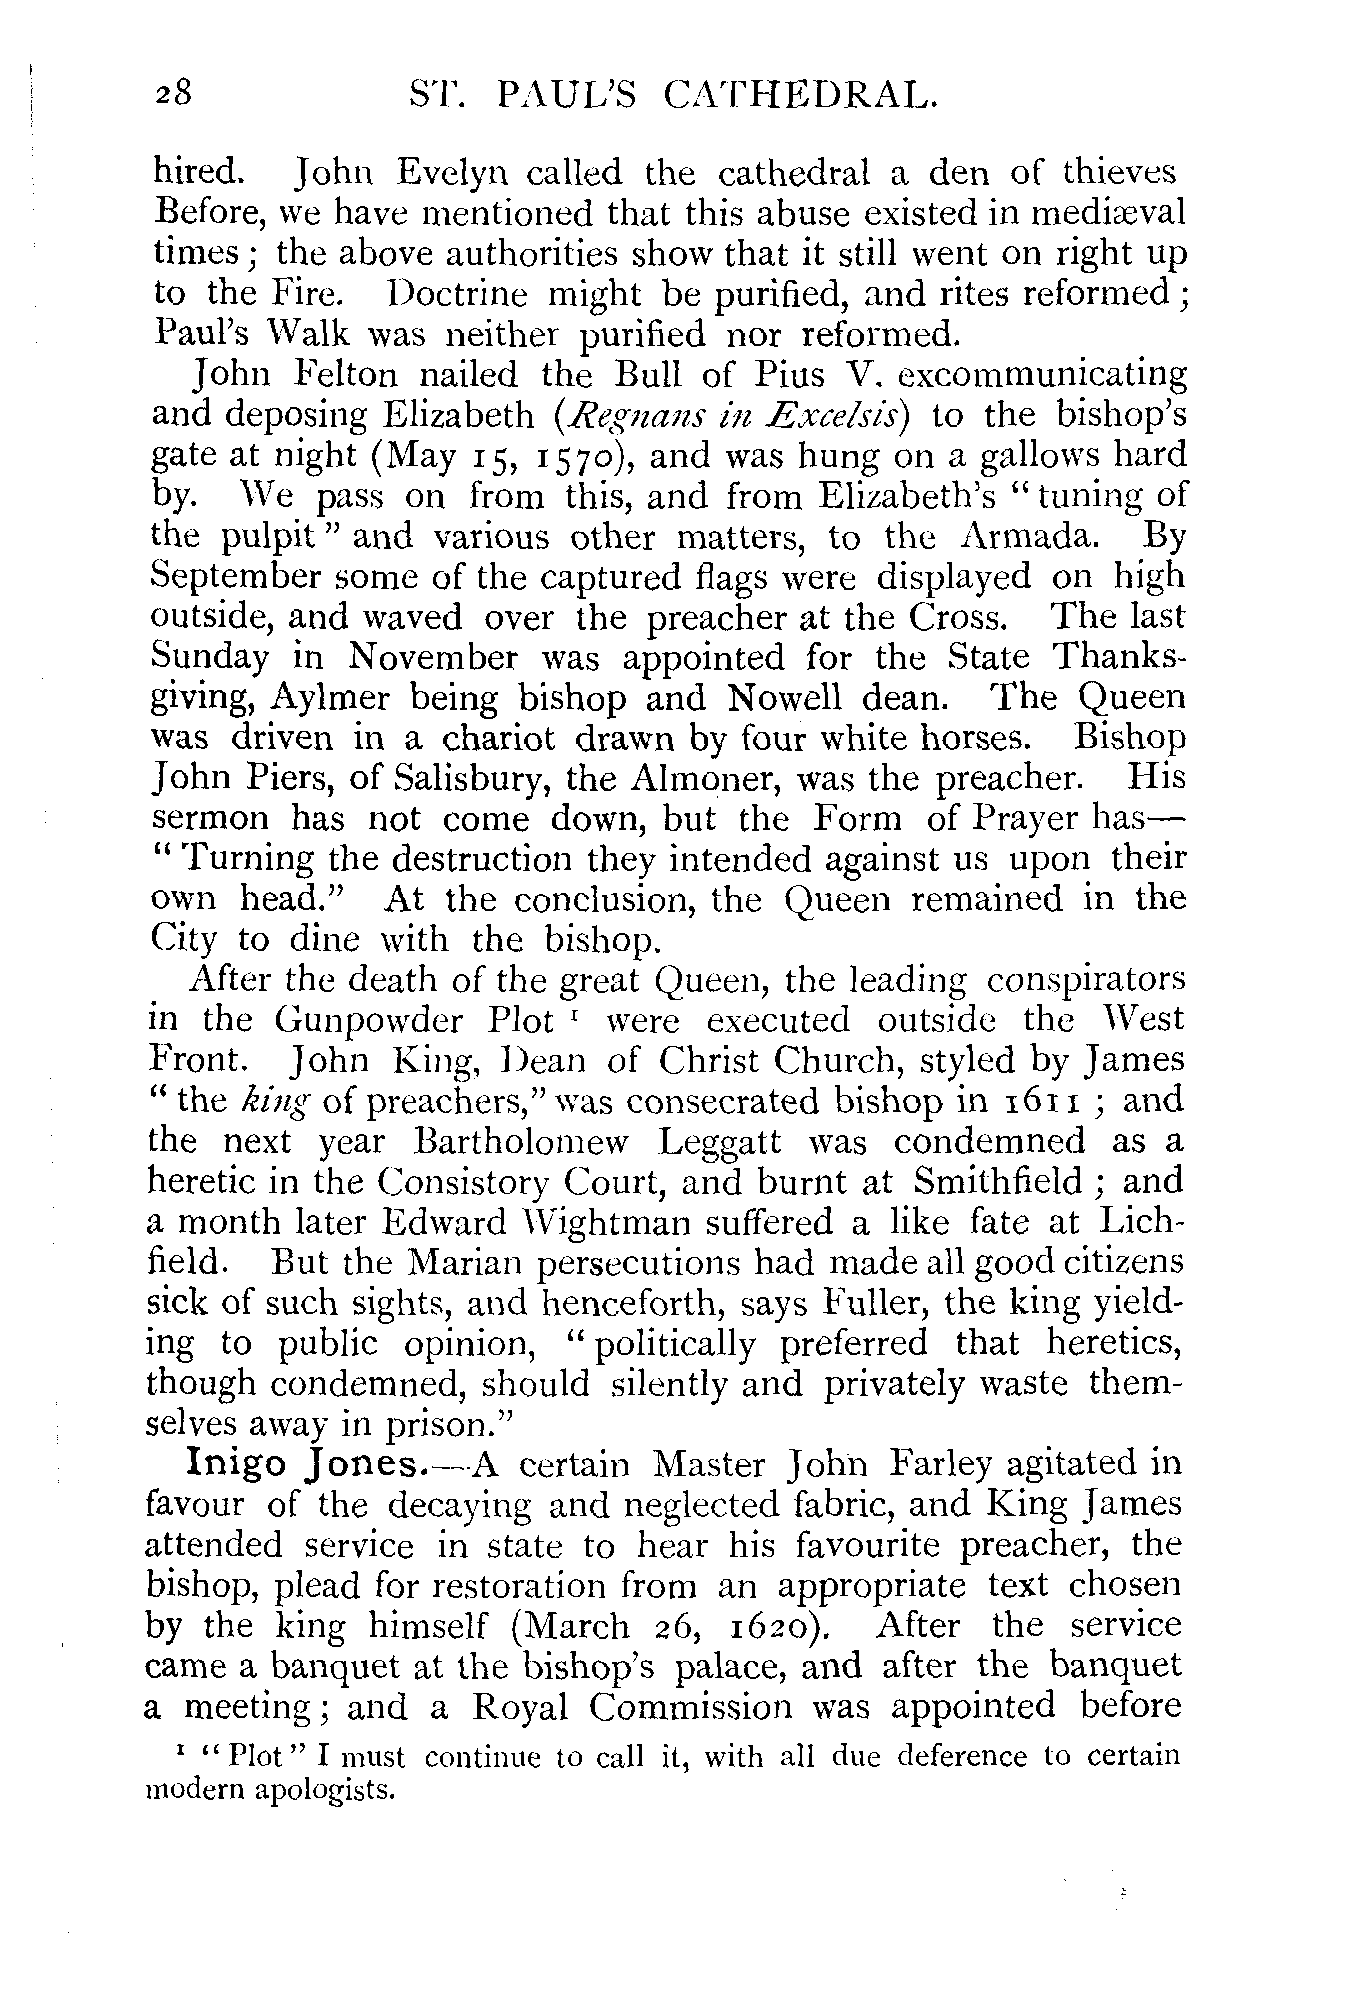 28 ST. PAUL'S CATHEDRAL.
hired. John Evelyn called the cathedral a den of thieves
Before, we have mentioned that this abuse existed in mediæval
times; the above authorities show that it still went on right up
to the Fire. Doctrine might be purified, and rites reformed;
Paul's Walk was neither purified nor reformed.
John Felton nailed the Bull of Pius V. excommunicating
and deposing Elizabeth (Regnans in Excelsis) to the bishop's
gate at night (May 15, 1570), and was hung on a gallows hard
by. We pass on from this, and from Elizabeth's "tuning of
the pulpit" and various other matters, to the Armada. By
September some of the captured flags were displayed on high
outside, and waved over the preacher at the Cross. The last
Sunday in November was appointed for the State Thanks-
giving, Aylmer being bishop and Nowell dean. The Queen
was driven in a chariot drawn by four white horses. Bishop
John Piers, of Salisbury, the Almoner, was the preacher. His
sermon has not come down, but the Form of Prayer has—
"Turning the destruction they intended against us upon their
own head." At the conclusion, the Queen remained in the
City to dine with the bishop.
After the death of the great Queen, the leading conspirators
in the Gunpowder Plot ¹ were executed outside the West
Front. John King, Dean of Christ Church, styled by James
"the king of preachers," was consecrated bishop in 1611; and
the next year Bartholomew Leggatt was condemned as a
heretic in the Consistory Court, and burnt at Smithfield; and
a month later Edward Wightman suffered a like fate at Lich-
field. But the Marian persecutions had made all good citizens
sick of such sights, and henceforth, says Fuller, the king yield-
ing to public opinion, "politically preferred that heretics,
though condemned, should silently and privately waste them-
selves away in prison."
Inigo Jones.—A certain Master John Farley agitated in
favour of the decaying and neglected fabric, and King James
attended service in state to hear his favourite preacher, the
bishop, plead for restoration from an appropriate text chosen
by the king himself (March 26, 1620). After the service
came a banquet at the bishop's palace, and after the banquet
a meeting; and a Royal Commission was appointed before
¹ "Plot" I must continue to call it, with all due deference to certain
modern apologists.